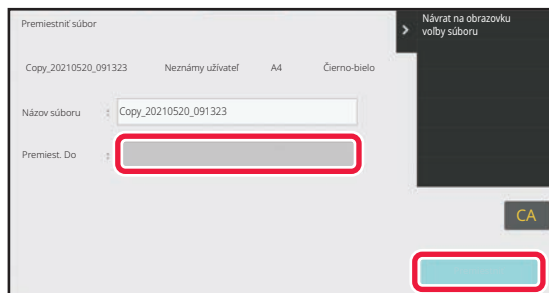 Premiestniť súbor
Návrat na obrazovku
voľby súboru
Copy_20210520_091323 Neznámy užívateľ A4 Čierno-bielo
Názov súboru : Copy_20210520_091323
Premiest. Do :
CA